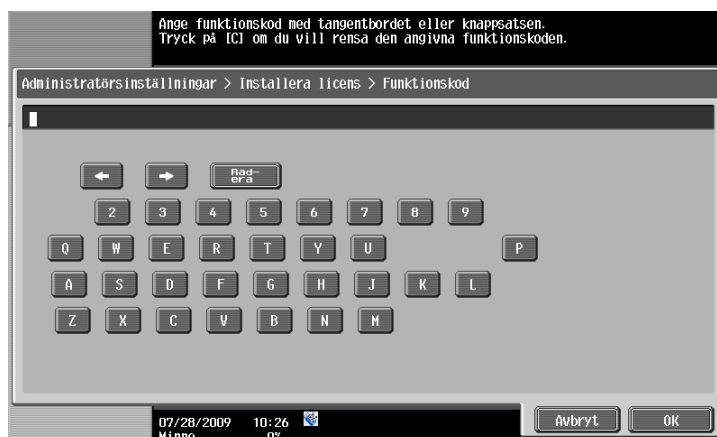 Ange funktionskod med tangentbordet eller knappsatsen.
Tryck på [C] om du vill rensa den angivna funktionskoden.
Administratörsinställningar > Installera licens > Funktionskod
Rad-
era
2 3 4 5 6 7 8 9
Q W E R T Y U P
A S D F G H J K L
Z X C V B N M
Avbryt OK
07/28/2009 10:26
Minne 0%